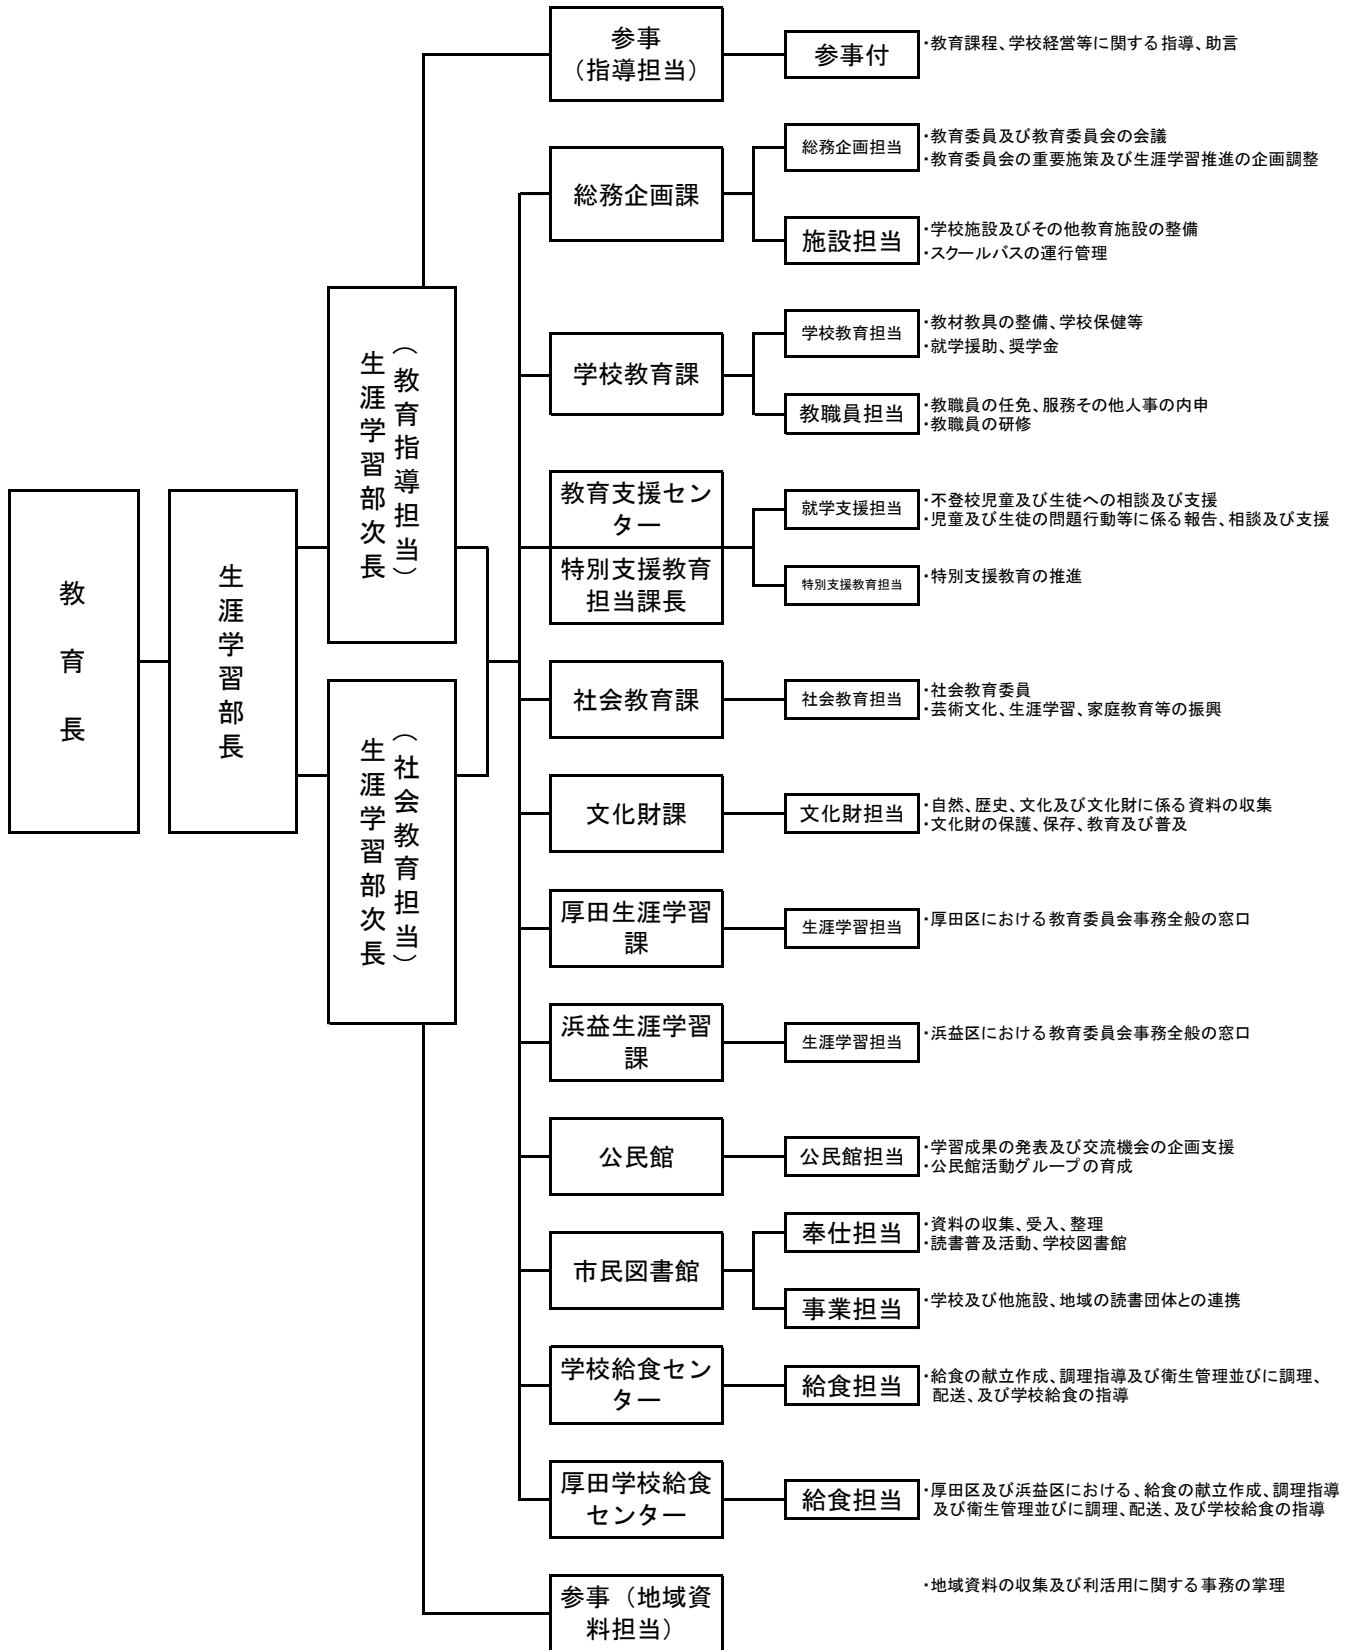 教育長
生涯学習部長
生涯学習部次長
（教育指導担当）
生涯学習部次長
（社会教育担当）
参事
（指導担当）
参事付
・教育課程、学校経営等に関する指導、助言
総務企画課
総務企画担当
・教育委員及び教育委員会の会議
・教育委員会の重要施策及び生涯学習推進の企画調整
施設担当
・学校施設及びその他教育施設の整備
・スクールバスの運行管理
学校教育課
学校教育担当
・教材教具の整備、学校保健等
・就学援助、奨学金
教職員担当
・教職員の任免、服務その他人事の内申
・教職員の研修
教育支援セン
ター
特別支援教育
担当課長
就学支援担当
・不登校児童及び生徒への相談及び支援
・児童及び生徒の問題行動等に係る報告、相談及び支援
特別支援教育担当
・特別支援教育の推進
社会教育課
社会教育担当
・社会教育委員
・芸術文化、生涯学習、家庭教育等の振興
文化財課
文化財担当
・自然、歴史、文化及び文化財に係る資料の収集
・文化財の保護、保存、教育及び普及
厚田生涯学習
課
生涯学習担当
・厚田区における教育委員会事務全般の窓口
浜益生涯学習
課
生涯学習担当
・浜益区における教育委員会事務全般の窓口
公民館
公民館担当
・学習成果の発表及び交流機会の企画支援
・公民館活動グループの育成
市民図書館
奉仕担当
・資料の収集、受入、整理
・読書普及活動、学校図書館
事業担当
・学校及び他施設、地域の読書団体との連携
学校給食セン
ター
給食担当
・給食の献立作成、調理指導及び衛生管理並びに調理、
配送、及び学校給食の指導
厚田学校給食
センター
給食担当
・厚田区及び浜益区における、給食の献立作成、調理指導
及び衛生管理並びに調理、配送、及び学校給食の指導
参事（地域資
料担当）
・地域資料の収集及び利活用に関する事務の掌理